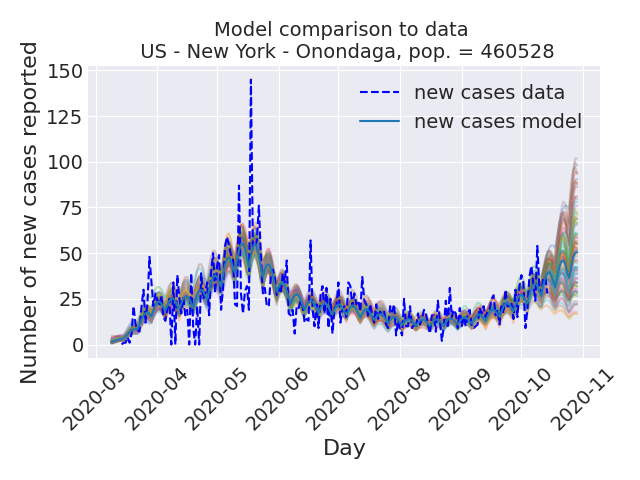 Model comparison to data
US - New York - Onondaga, pop. = 460528
Number of new cases reported
150
125
100
75
50
25
0
new cases data
new cases model
2020-03
2020-04
2020-05
2020-06
2020-07
2020-08
2020-09
2020-10
2020-11
Day